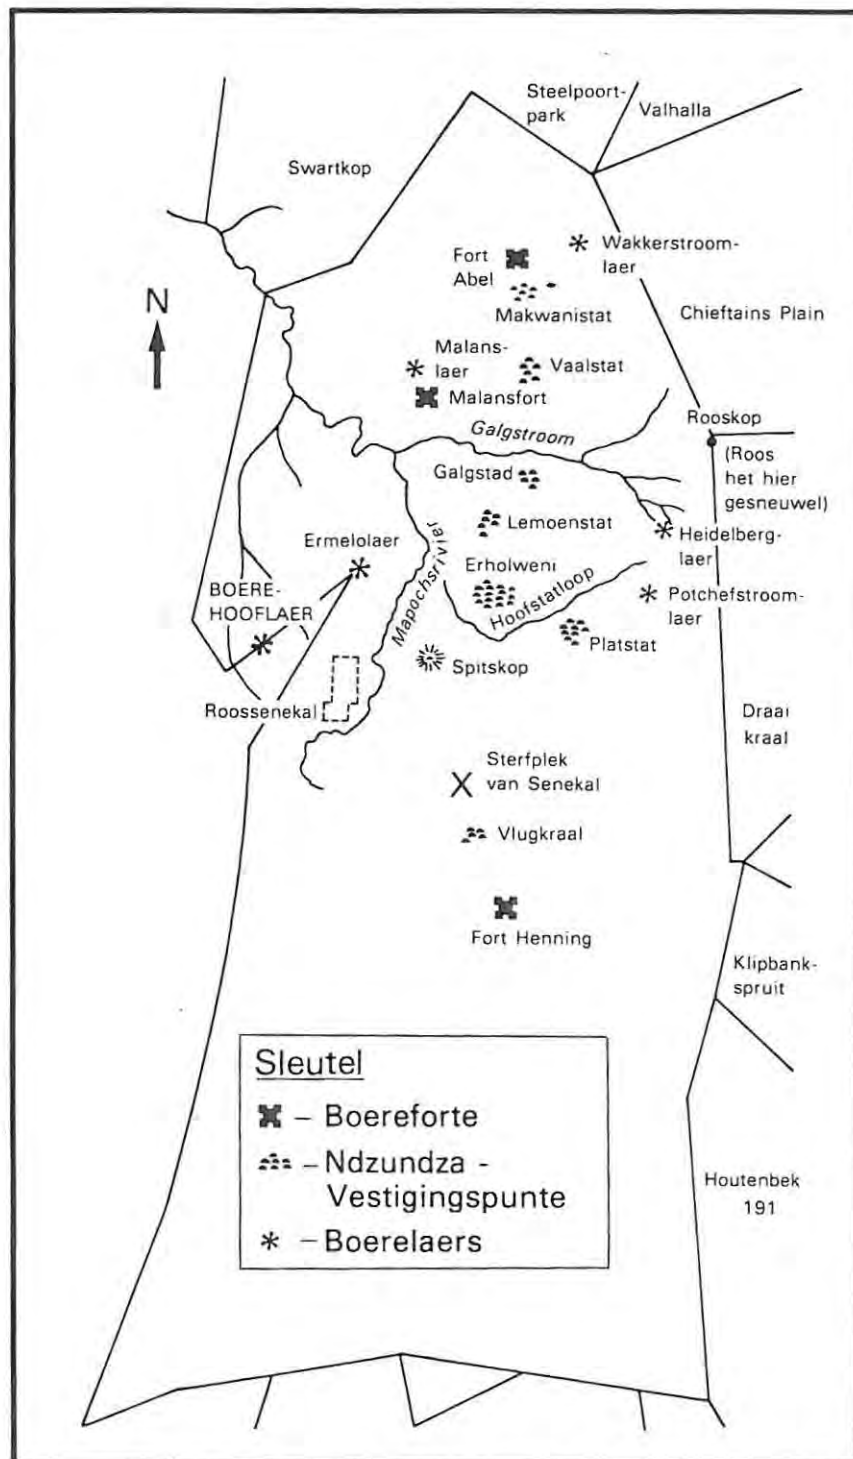 Steelpoort-
park
Valhalla
Swartkop
Wakkerstroom-
laer
Fort
Abel
Makwanistat
N
Chieftains Plain
Malans-
laer
Vaalstat
Malansfort
Rooskop
Galgstroom
(Roos
het hier
gesneuwel)
Galgstad
Lemoenstat
Heidelberg-
laer
Ermelolaer
Mapochsrivier
Erholweni
Hoofstatloop
BOERE-
HOOFLAER
Potchefstroom-
laer
Platstat
Spitskop
Roossenekal
Draai
kraal
Sterfplek
van Senekal
X
Vlugkraal
Fort Henning
Klipbank-
spruit
Sleutel
– Boereforte
– Ndzundza -
Vestigingspunte
– Boerelaers
Houtenbek
191